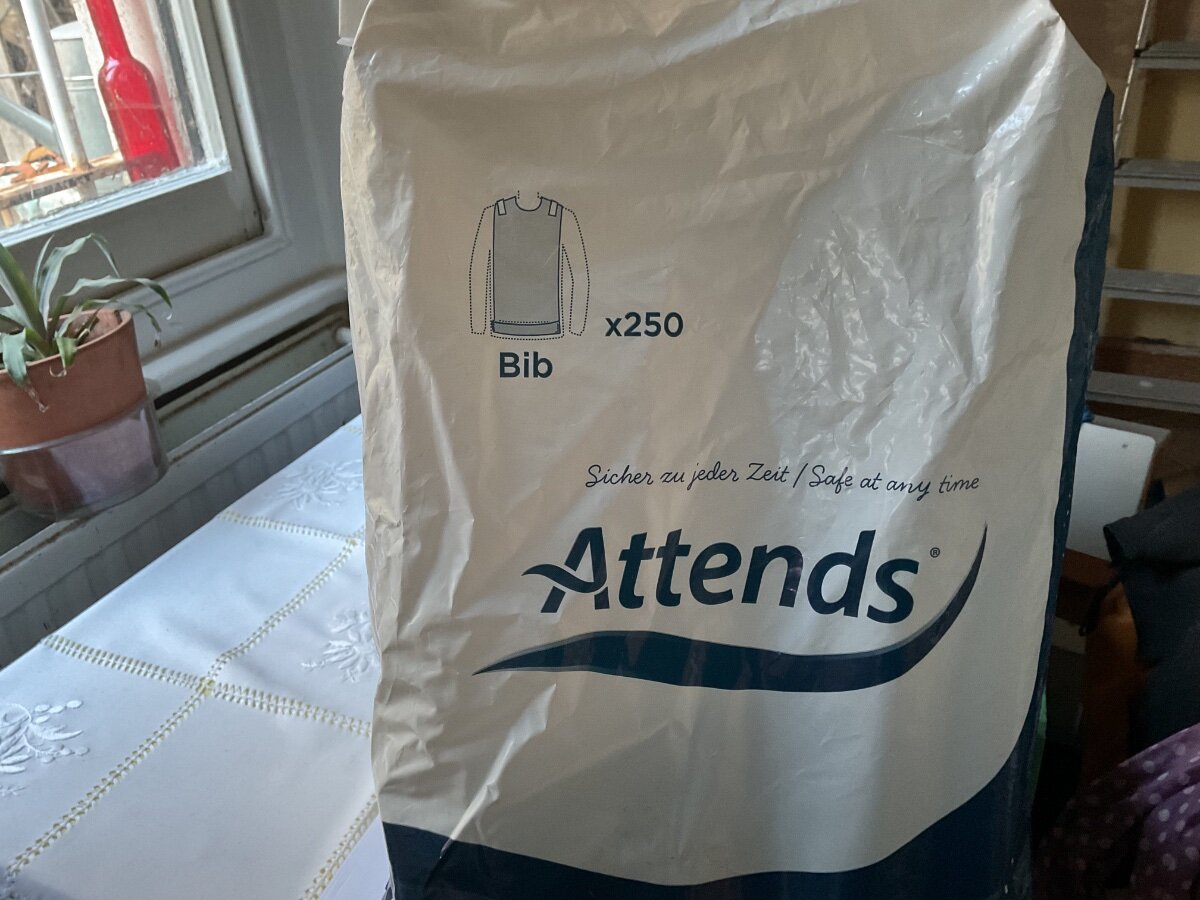 x250
Bib
Sicher zu jeder Zeit / Safe at any time
Attends®